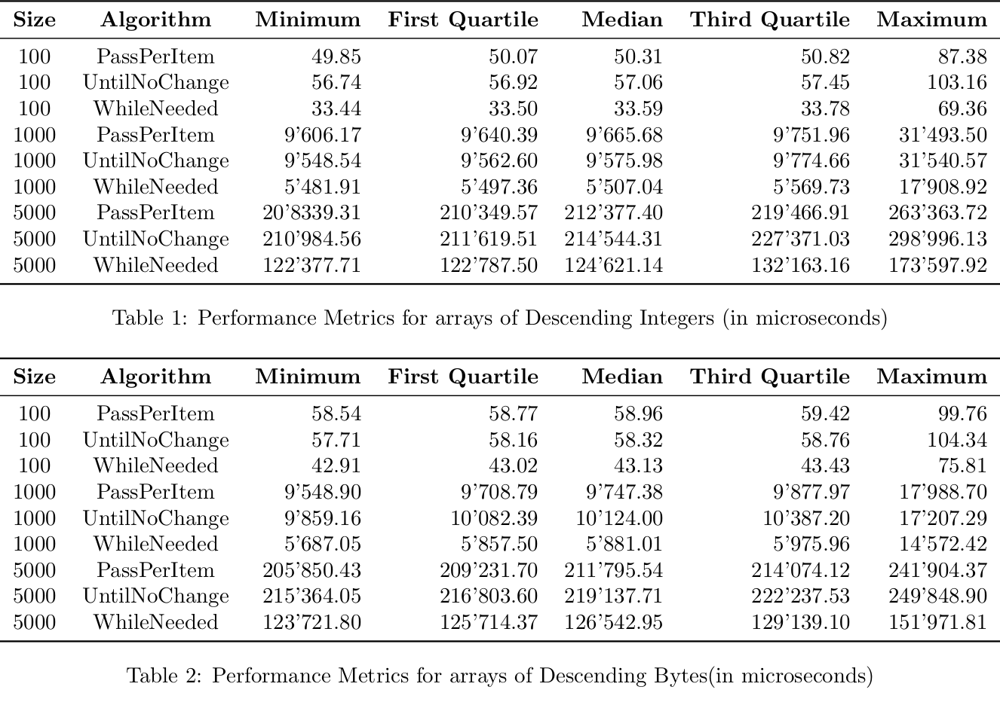 Size Algorithm Minimum First Quartile Median Third Quartile Maximum
100 PassPerItem 49.85 50.07 50.31 50.82 87.38
100 UntilNoChange 56.74 56.92 57.06 57.45 103.16
100 WhileNeeded 33.44 33.50 33.59 33.78 69.36
1000 PassPerItem 9’606.17 9’640.39 9’665.68 9’751.96 31’493.50
1000 UntilNoChange 9’548.54 9’562.60 9’575.98 9’774.66 31’540.57
1000 WhileNeeded 5’481.91 5’497.36 5’507.04 5’569.73 17’908.92
5000 PassPerItem 20’8339.31 210’349.57 212’377.40 219’466.91 263’363.72
5000 UntilNoChange 210’984.56 211’619.51 214’544.31 227’371.03 298’996.13
5000 WhileNeeded 122’377.71 122’787.50 124’621.14 132’163.16 173’597.92
Table 1: Performance Metrics for arrays of Descending Integers (in microseconds)
Size Algorithm Minimum First Quartile Median Third Quartile Maximum
100 PassPerItem 58.54 58.77 58.96 59.42 99.76
100 UntilNoChange 57.71 58.16 58.32 58.76 104.34
100 WhileNeeded 42.91 43.02 43.13 43.43 75.81
1000 PassPerItem 9’548.90 9’708.79 9’747.38 9’877.97 17’988.70
1000 UntilNoChange 9’859.16 10’082.39 10’124.00 10’387.20 17’207.29
1000 WhileNeeded 5’687.05 5’857.50 5’881.01 5’975.96 14’572.42
5000 PassPerItem 205’850.43 209’231.70 211’795.54 214’074.12 241’904.37
5000 UntilNoChange 215’364.05 216’803.60 219’137.71 222’237.53 249’848.90
5000 WhileNeeded 123’721.80 125’714.37 126’542.95 129’139.10 151’971.81
Table 2: Performance Metrics for arrays of Descending Bytes(in microseconds)